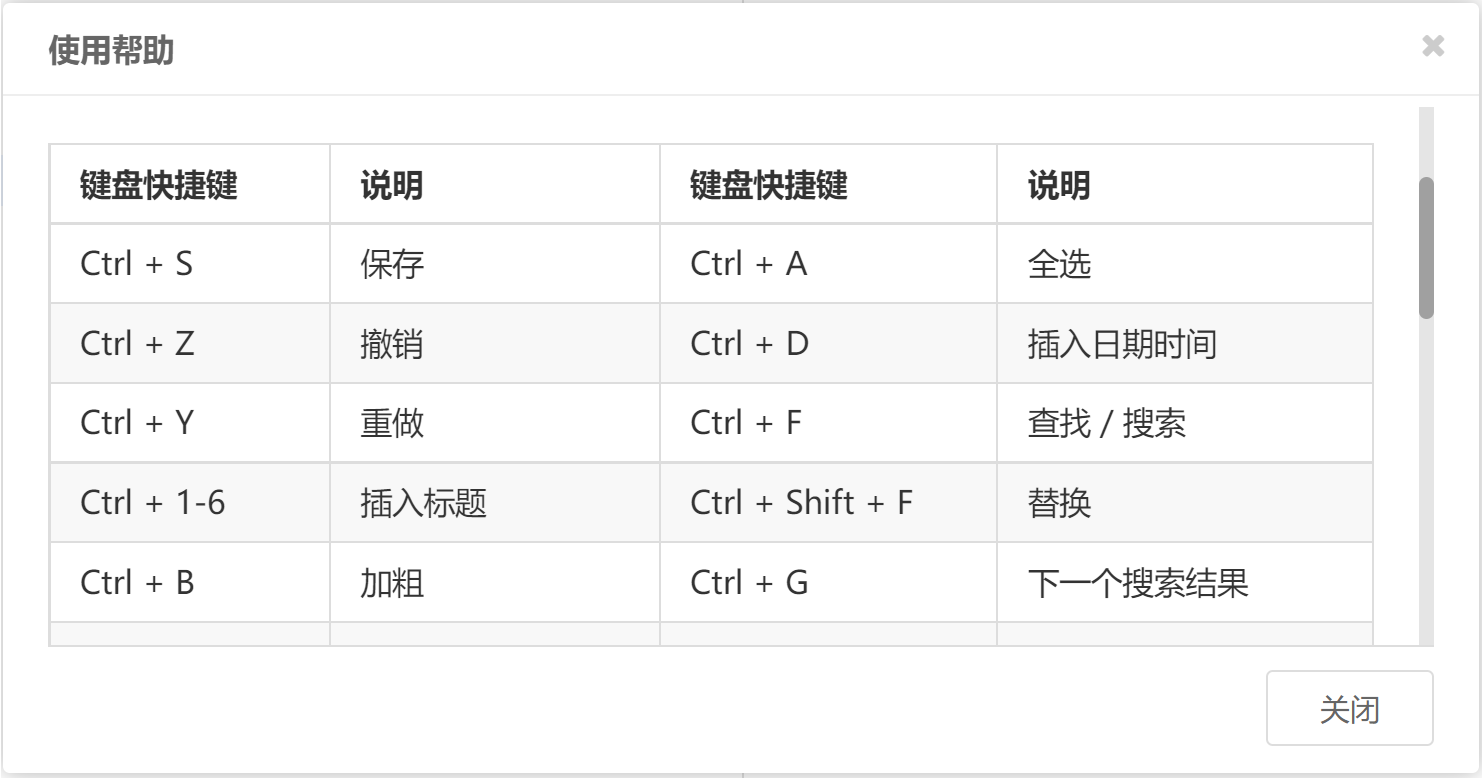 使用帮助
键盘快捷键 说明 键盘快捷键 说明
Ctrl + S 保存 Ctrl + A 全选
Ctrl + Z 撤销 Ctrl + D 插入日期时间
Ctrl + Y 重做 Ctrl + F 查找 / 搜索
Ctrl + 1-6 插入标题 Ctrl + Shift + F 替换
Ctrl + B 加粗 Ctrl + G 下一个搜索结果
关闭